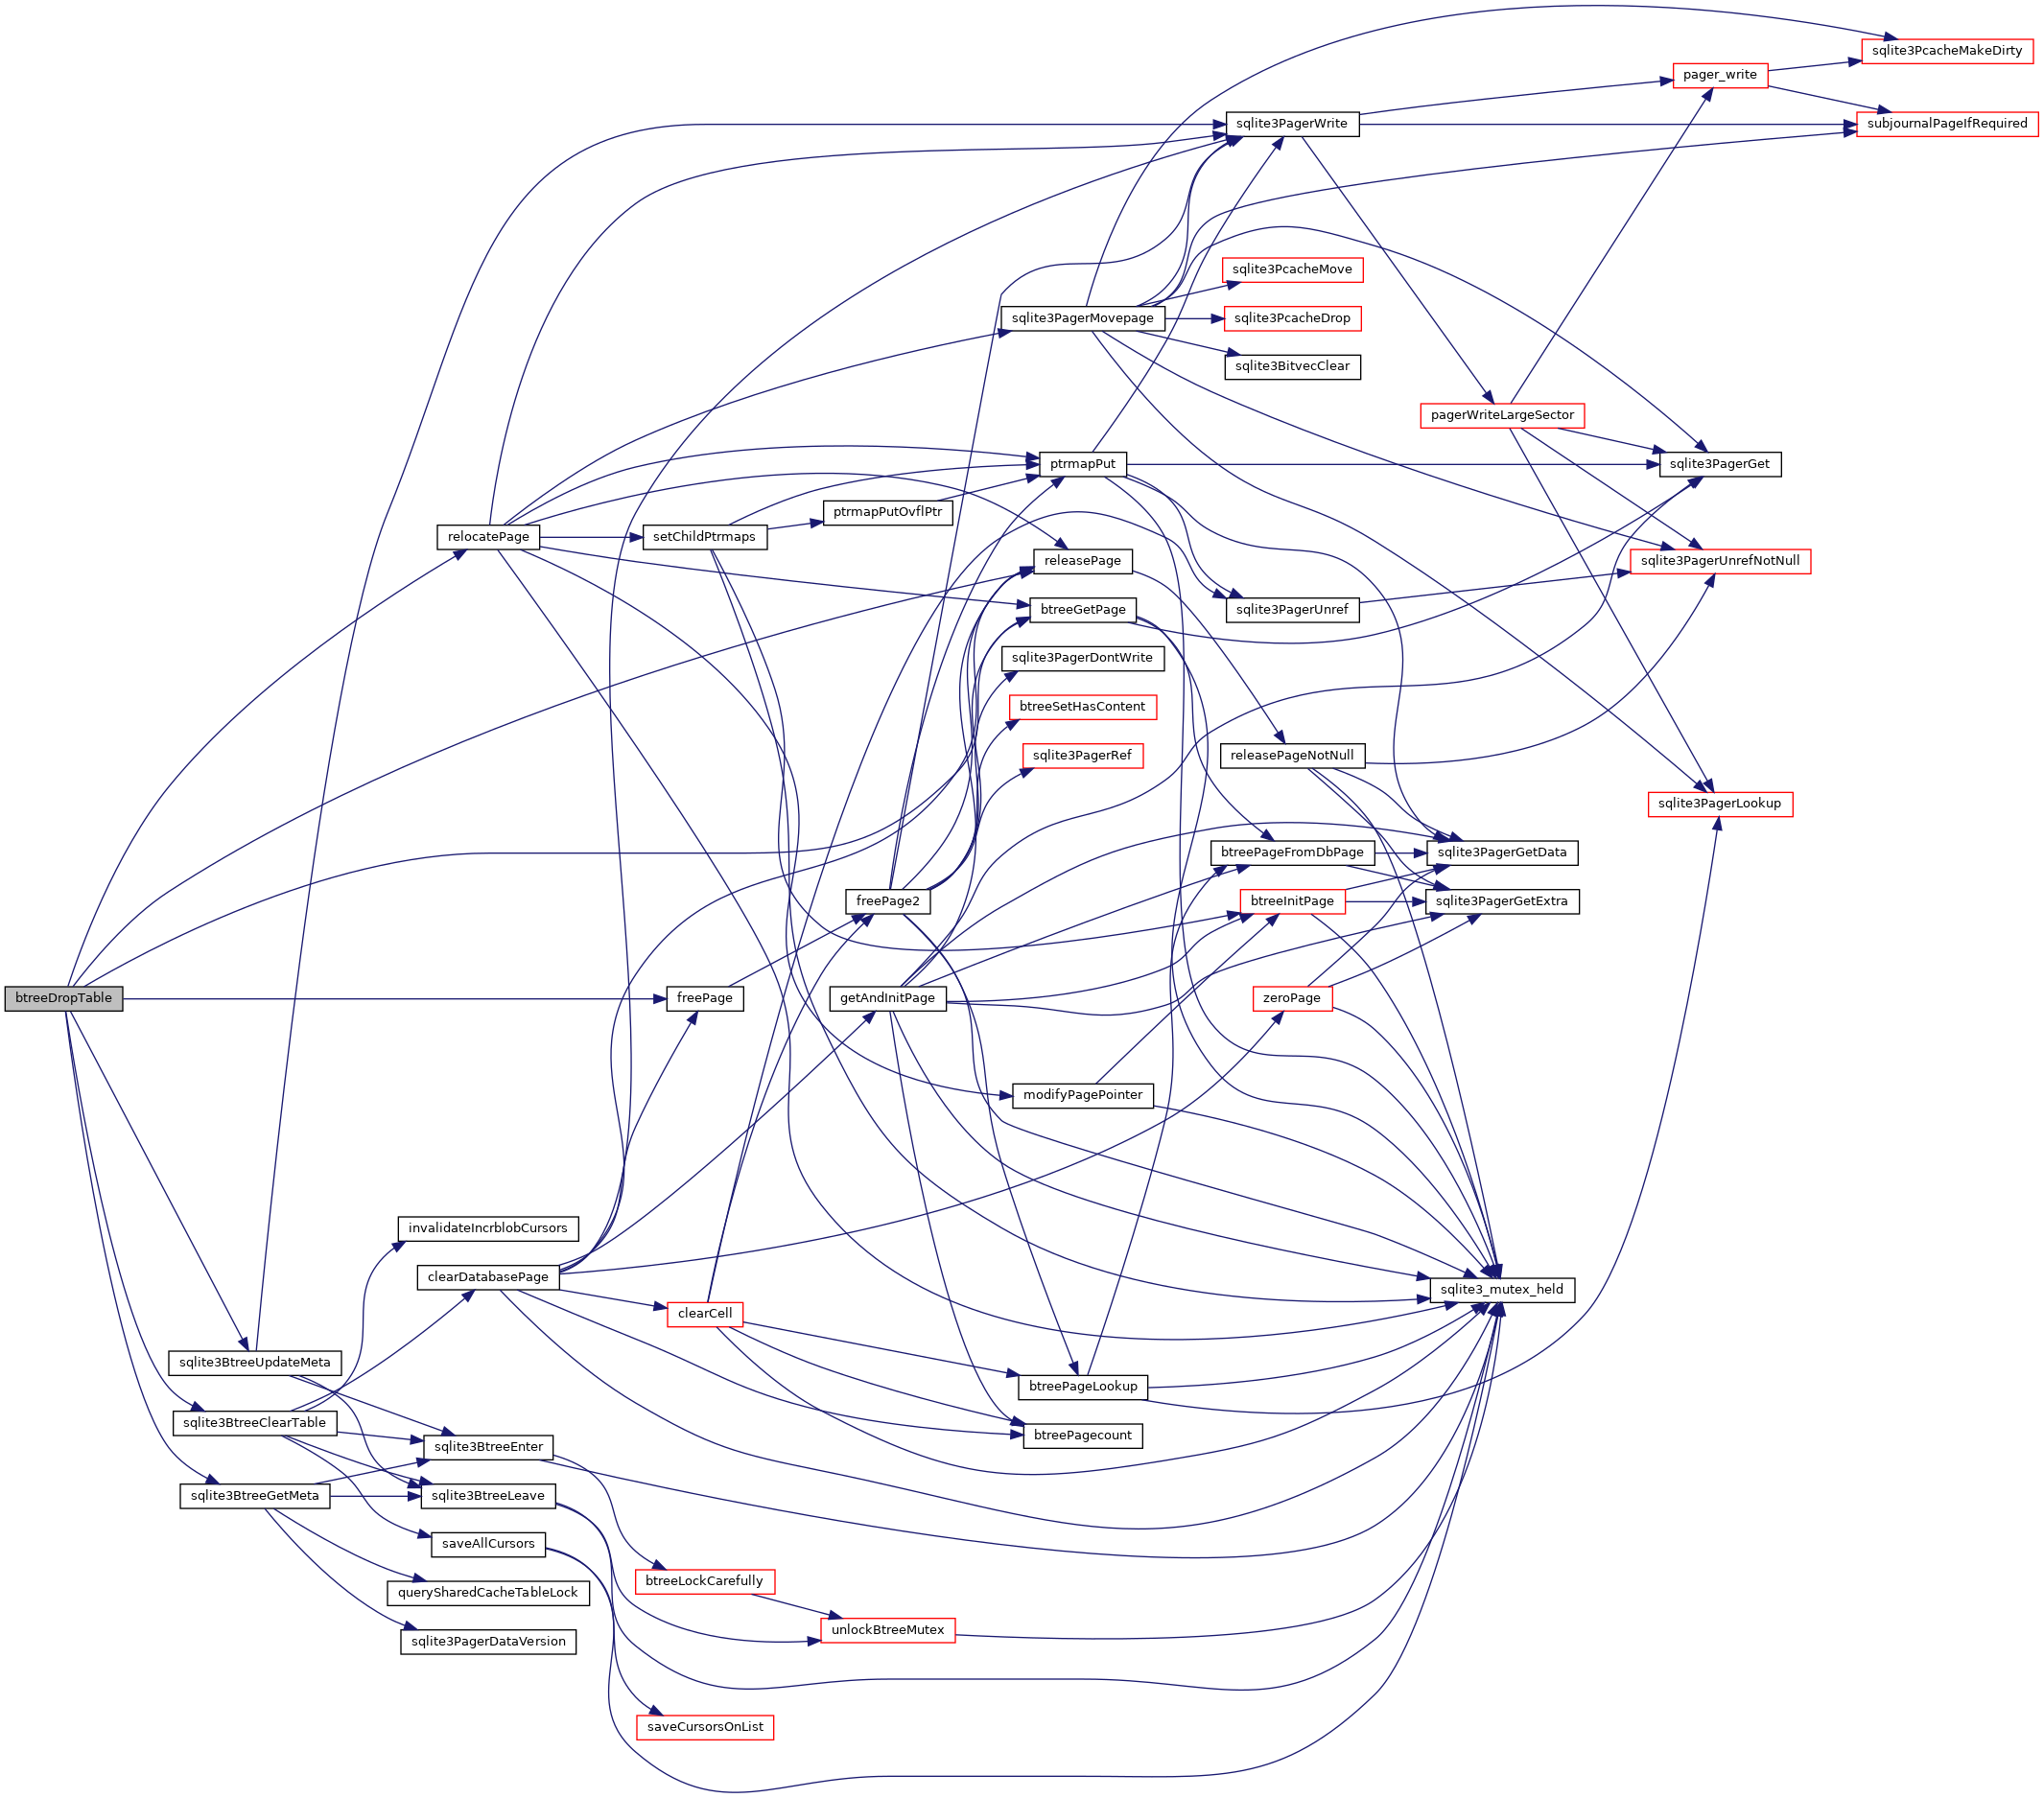 sqlite3PcacheMakeDirty
pager_write
sqlite3PagerWrite
subjournalPageIfRequired
sqlite3PcacheMove
sqlite3PagerMovepage
sqlite3PcacheDrop
sqlite3BitvecClear
pagerWriteLargeSector
ptrmapPut
sqlite3PagerGet
ptrmapPutOvflPtr
relocatePage
setChildPtrmaps
releasePage
sqlite3PagerUnrefNotNull
btreeGetPage
sqlite3PagerUnref
sqlite3PagerDontWrite
btreeSetHasContent
sqlite3PagerRef
releasePageNotNull
sqlite3PagerLookup
btreePageFromDbPage
sqlite3PagerGetData
freePage2
btreeInitPage
sqlite3PagerGetExtra
btreeDropTable
freePage
getAndInitPage
zeroPage
modifyPagePointer
invalidateIncrblobCursors
clearDatabasePage
sqlite3_mutex_held
clearCell
sqlite3BtreeUpdateMeta
btreePageLookup
sqlite3BtreeClearTable
btreePagecount
sqlite3BtreeEnter
sqlite3BtreeGetMeta
sqlite3BtreeLeave
saveAllCursors
btreeLockCarefully
querySharedCacheTableLock
unlockBtreeMutex
sqlite3PagerDataVersion
saveCursorsOnList